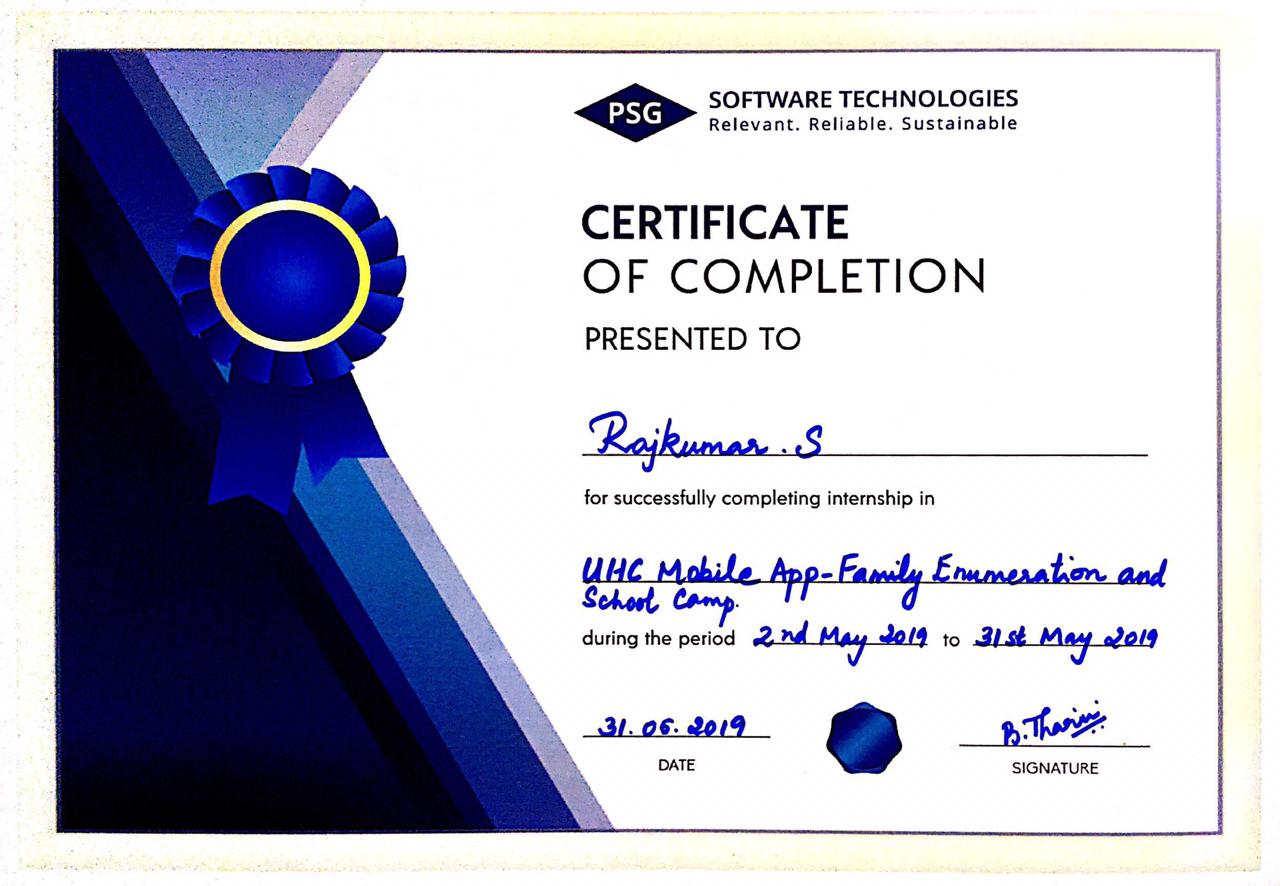 PSG
SOFTWARE TECHNOLOGIES
Relevant. Reliable. Sustainable
CERTIFICATE
OF COMPLETION
PRESENTED TO
Rajkumar . S
for successfully completing internship in
UHC Mobile App-Family Enumeration and
School Camp.
during the period 2nd May 2019 to 31st May 2019
31. 05. 2019 B. Tharini
DATE SIGNATURE